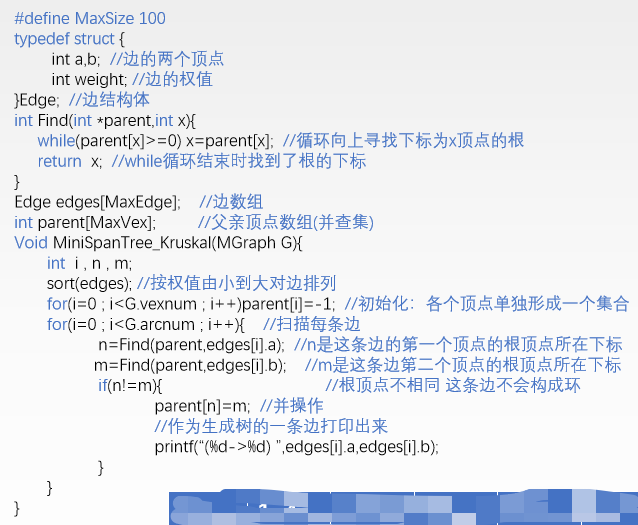 #define MaxSize 100
typedef struct {
int a,b; //边的两个顶点
int weight; //边的权值
}Edge; //边结构体
int Find(int *parent,int x){
while(parent[x]>=0) x=parent[x]; //循环向上寻找下标为x顶点的根
return x; //while循环结束时找到了根的下标
}
Edge edges[MaxEdge]; //边数组
int parent[MaxVex]; //父亲顶点数组(并查集)
Void MiniSpanTree_Kruskal(MGraph G){
int i , n , m;
sort(edges); //按权值由小到大对边排列
for(i=0 ; i<G.vexnum ; i++)parent[i]=-1; //初始化：各个顶点单独形成一个集合
for(i=0 ; i<G.arcnum ; i++){ //扫描每条边
n=Find(parent,edges[i].a); //n是这条边的第一个顶点的根顶点所在下标
m=Find(parent,edges[i].b); //m是这条边第二个顶点的根顶点所在下标
if(n!=m){ //根顶点不相同 这条边不会构成环
parent[n]=m; //并操作
//作为生成树的一条边打印出来
printf(“(%d->%d) ”,edges[i].a,edges[i].b);
}
}
}